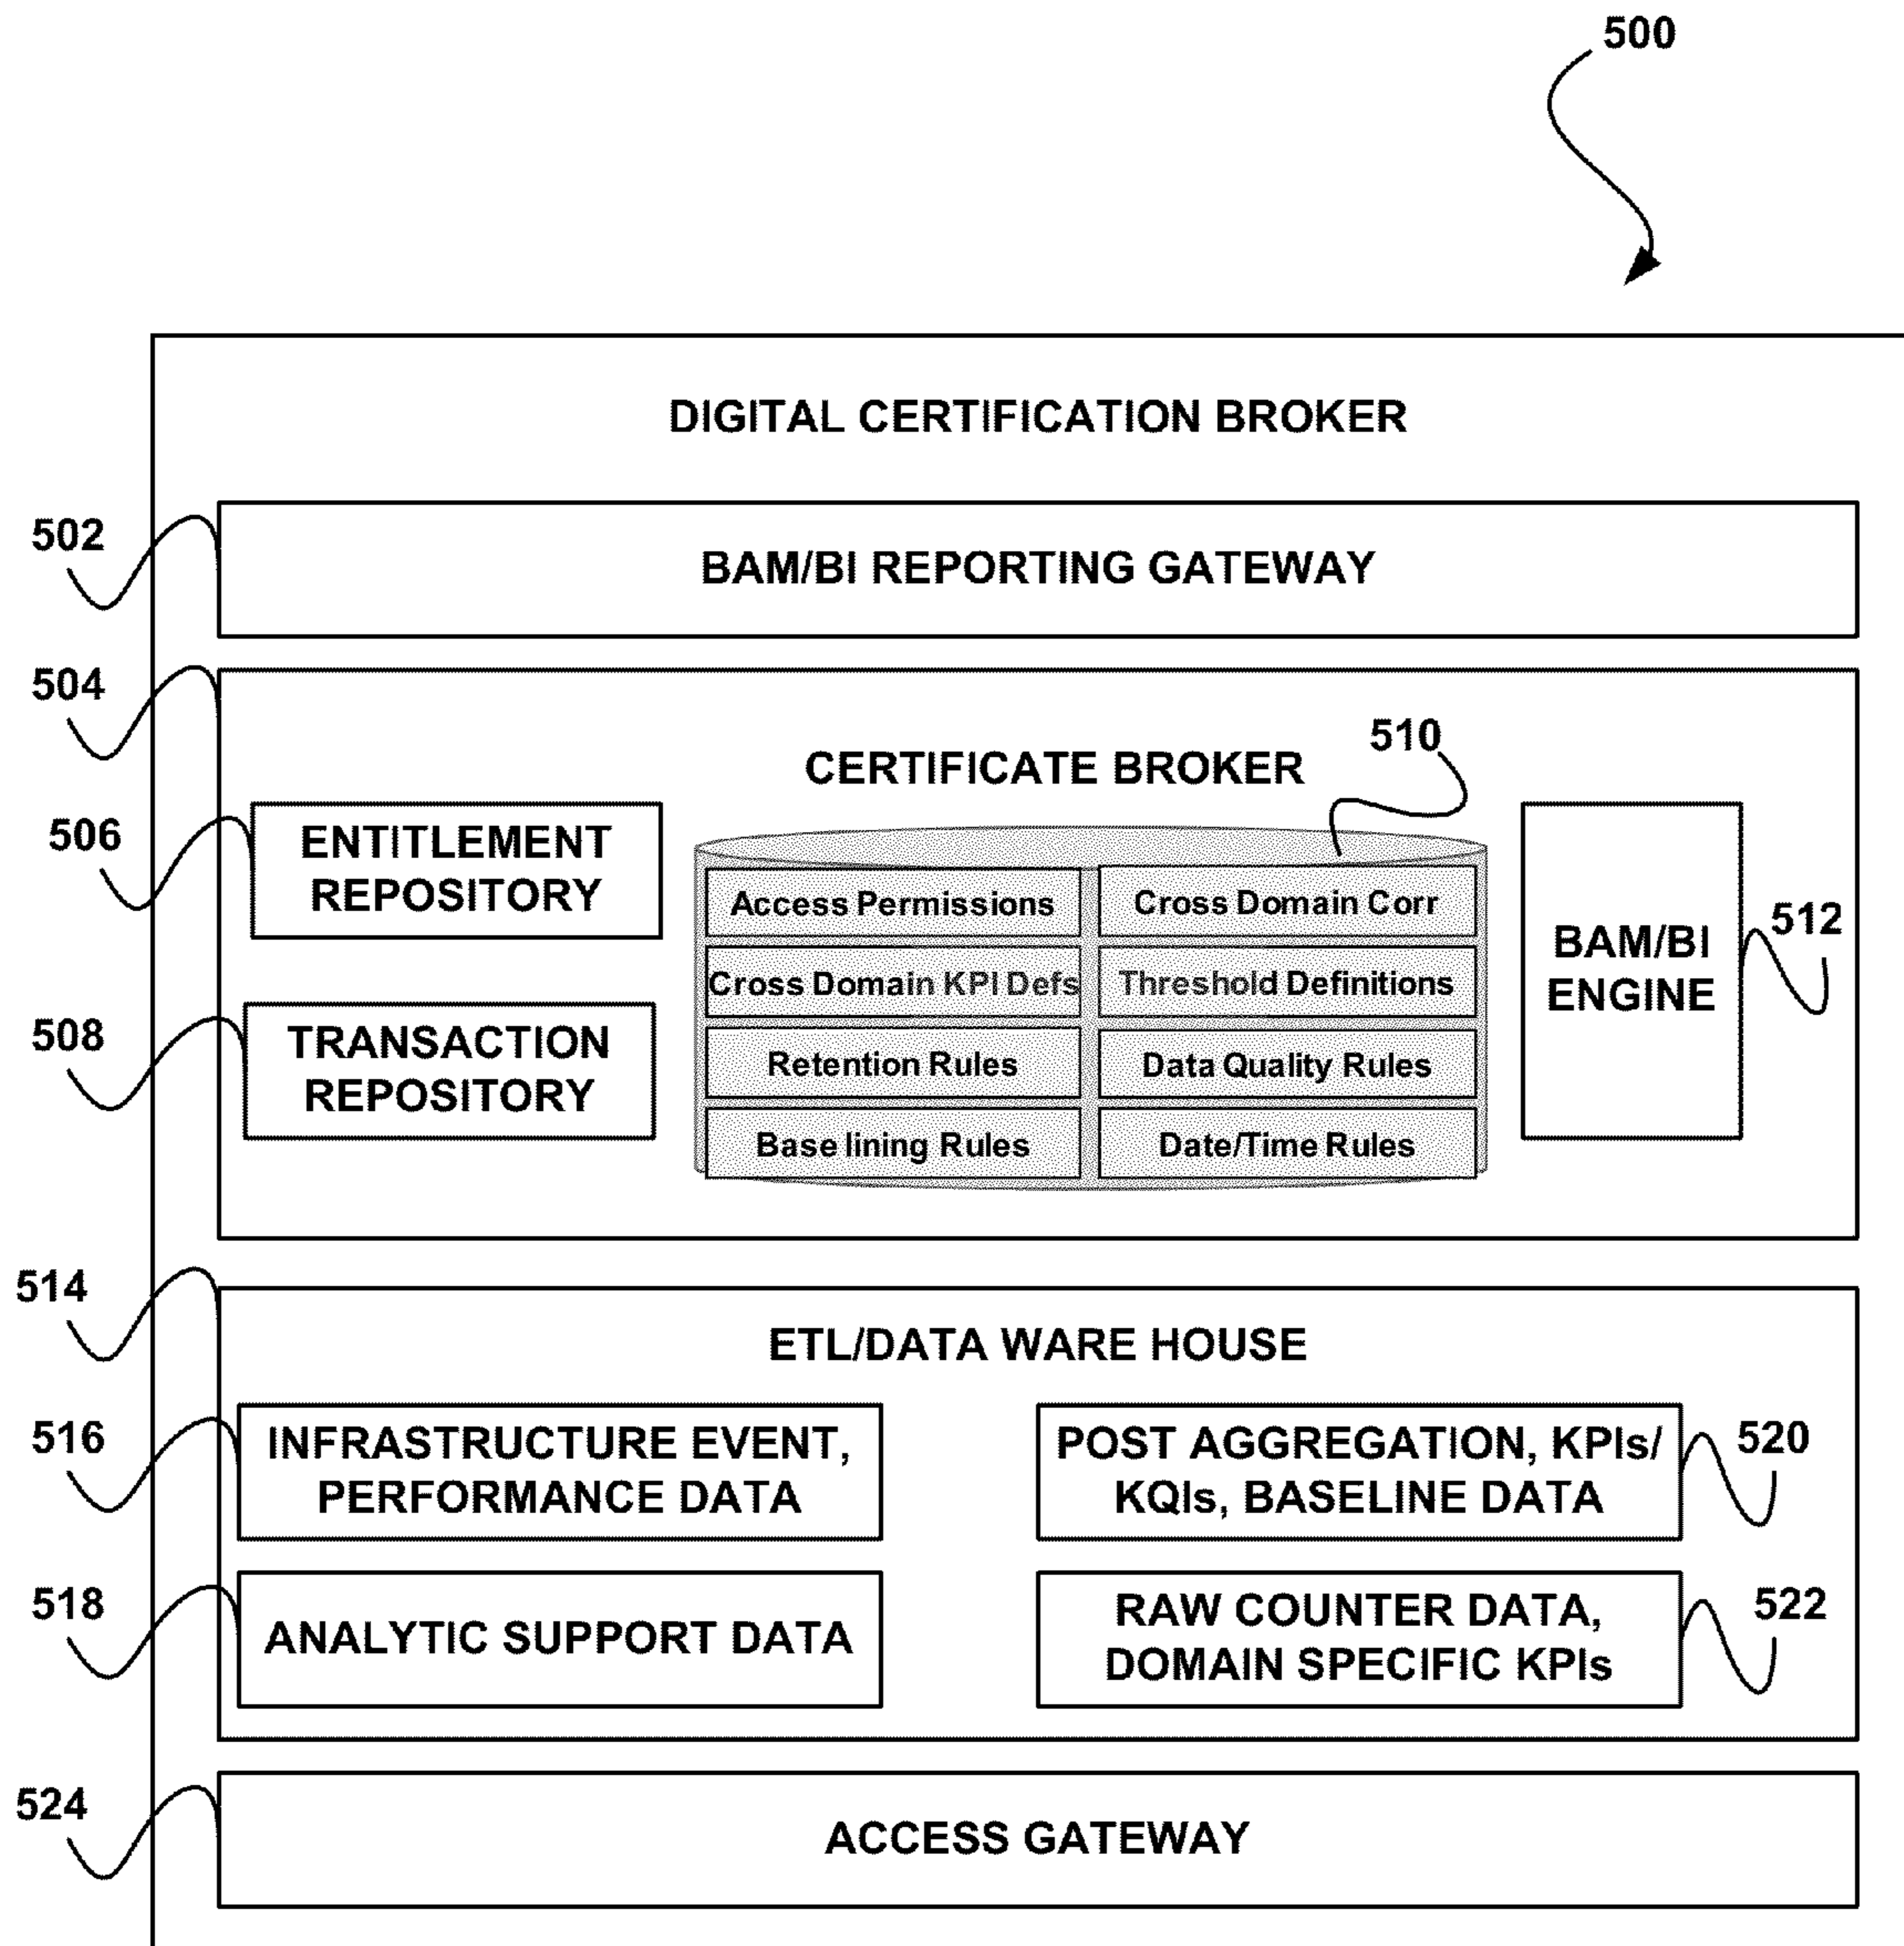 500
DIGITAL CERTIFICATION BROKER
502
BAM/BI REPORTING GATEWAY
504
CERTIFICATE BROKER
510
506
ENTITLEMENT
REPOSITORY
508
TRANSACTION
REPOSITORY
Access Permissions
Cross Domain Corr
Cross Domain KPI Defs
Threshold Definitions
Retention Rules
Data Quality Rules
Base lining Rules
Date/Time Rules
BAM/BI
ENGINE
512
514
ETL/DATA WARE HOUSE
516
INFRASTRUCTURE EVENT,
PERFORMANCE DATA
POST AGGREGATION, KPIs/
KQIs, BASELINE DATA
520
518
ANALYTIC SUPPORT DATA
RAW COUNTER DATA,
DOMAIN SPECIFIC KPIs
522
524
ACCESS GATEWAY